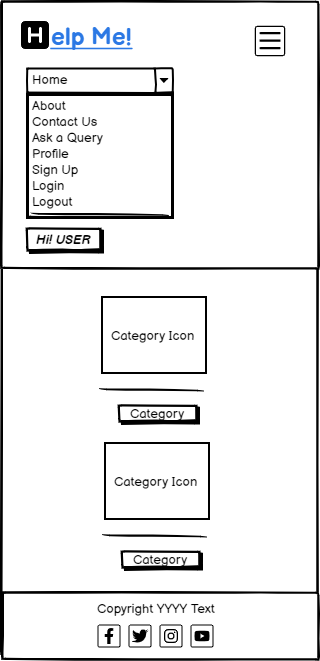 Help Me!
Home
About
Contact Us
Ask a Query
Profile
Sign Up
Login
Logout
Hi! USER
Category Icon
Category
Category Icon
Category
Copyright YYYY Text